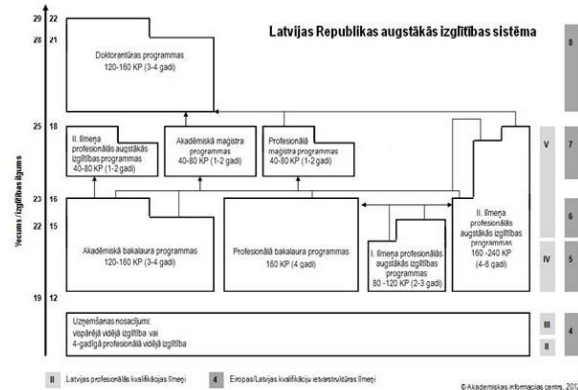 Latvijas Republikas augstākās izglītības sistēma
29 22
28 21
Doktorantūras programmas
120-160 KP (3-4 gadi)
8
25 18
II. līmeņa
profesionālās augstākās
izglītības programmas
40-80 KP (1-2 gadi)
Akadēmiskā maģistra
programmas
40-80 KP (1-2 gadi)
Profesionālā
maģistra programmas
40-80 KP (1-2 gadi)
V
7
Vecums / izglītības ilgums
23 16
22 15
Akadēmiskā bakalaura programmas
120-160 KP (3-4 gadi)
Profesionālā bakalaura programmas
160 KP (4 gadi)
I. līmeņa profesionālās
augstākās izglītības
programmas
80 -120 KP (2-3 gadi)
II. līmeņa
profesionālās
augstākās
izglītības
programmas
160 -240 KP
(4-6 gadi)
6
IV
5
19 12
Uzņemšanas nosacījumi:
vispārējā vidējā izglītība vai
4-gadīgā profesionālā vidējā izglītība
III
II
4
II Latvijas profesionālās kvalifikācijas līmeņi
4 Eiropas/Latvijas kvalifikāciju ietvarstruktūras līmeņi
© Akadēmiskās informācijas centrs, 2012